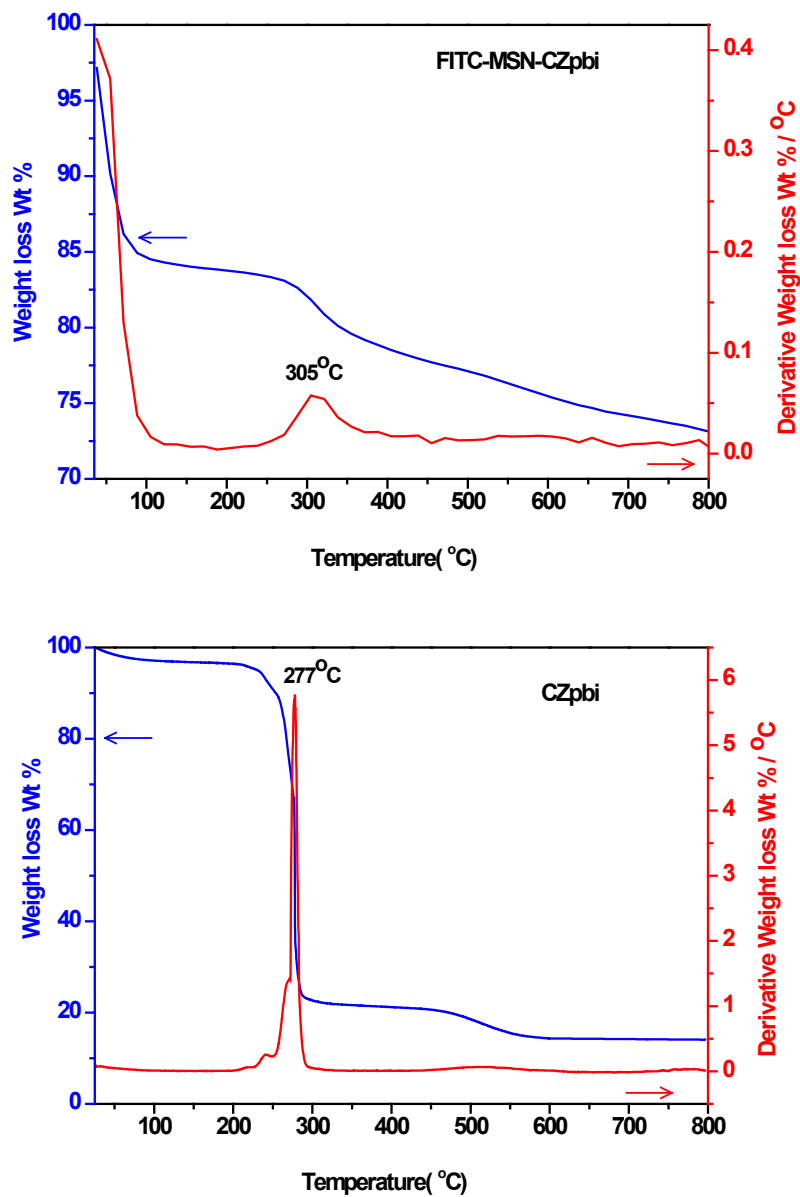 FITC-MSN-CZpbi
Weight loss Wt %
100
95
90
85
80
75
70
305°C
0.4
0.3
0.2
0.1
0.0
Derivative Weight loss Wt % / °C
100 200 300 400 500 600 700 800
Temperature( °C)
CZpbi
Weight loss Wt %
100
80
60
40
20
0
277°C
6
5
4
3
2
1
0
Derivative Weight loss Wt % / °C
100 200 300 400 500 600 700 800
Temperature( °C)